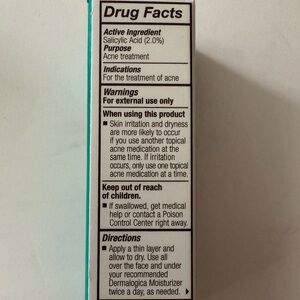 Drug Facts
Active Ingredient
Salicylic Acid (2.0%)
Purpose
Acne treatment
Indications
For the treatment of acne
Warnings
For external use only
When using this product
■ Skin irritation and dryness
are more likely to occur
if you use another topical
acne medication at the
same time. If irritation
occurs, only use one topical
acne medication at a time.
Keep out of reach
of children.
■ If swallowed, get medical
help or contact a Poison
Control Center right away.
Directions
■ Apply a thin layer and
allow to dry. Use all
over the face and under
your recommended
Dermalogica Moisturizer
twice a day, as needed.